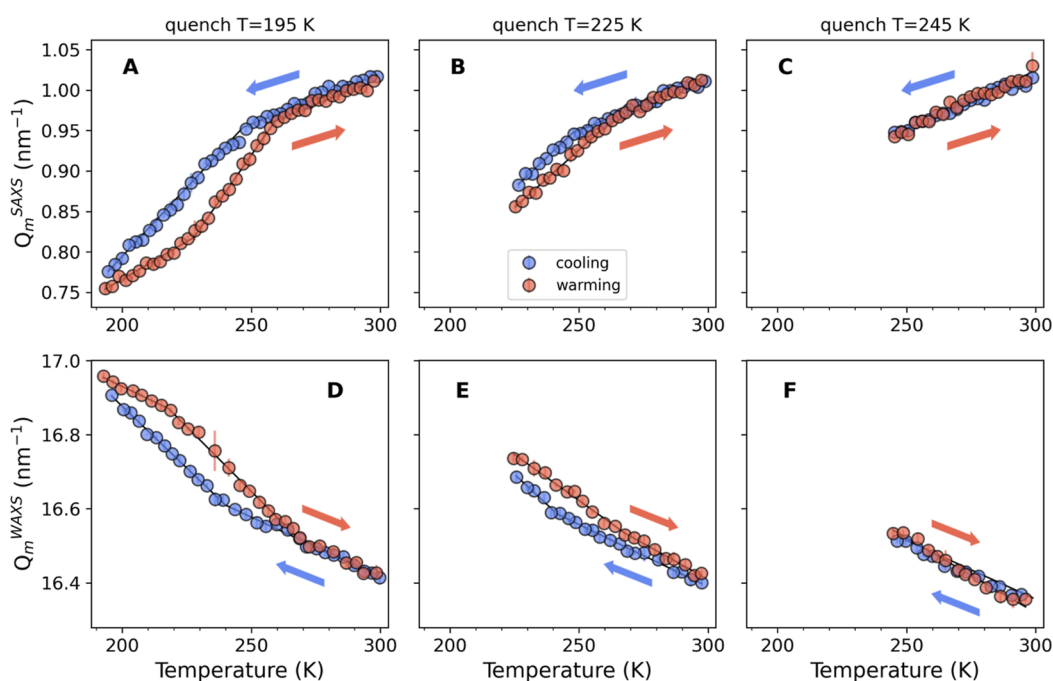 quench T=195 K
quench T=225 K
quench T=245 K
1.05
1.00
0.95
0.90
0.85
0.80
0.75
Q_m^SAXS (nm⁻¹)
A
200
250
300
B
cooling
warming
200
250
300
C
200
250
300
17.0
16.8
16.6
16.4
Q_m^WAXS (nm⁻¹)
D
200
250
300
Temperature (K)
E
200
250
300
Temperature (K)
F
200
250
300
Temperature (K)